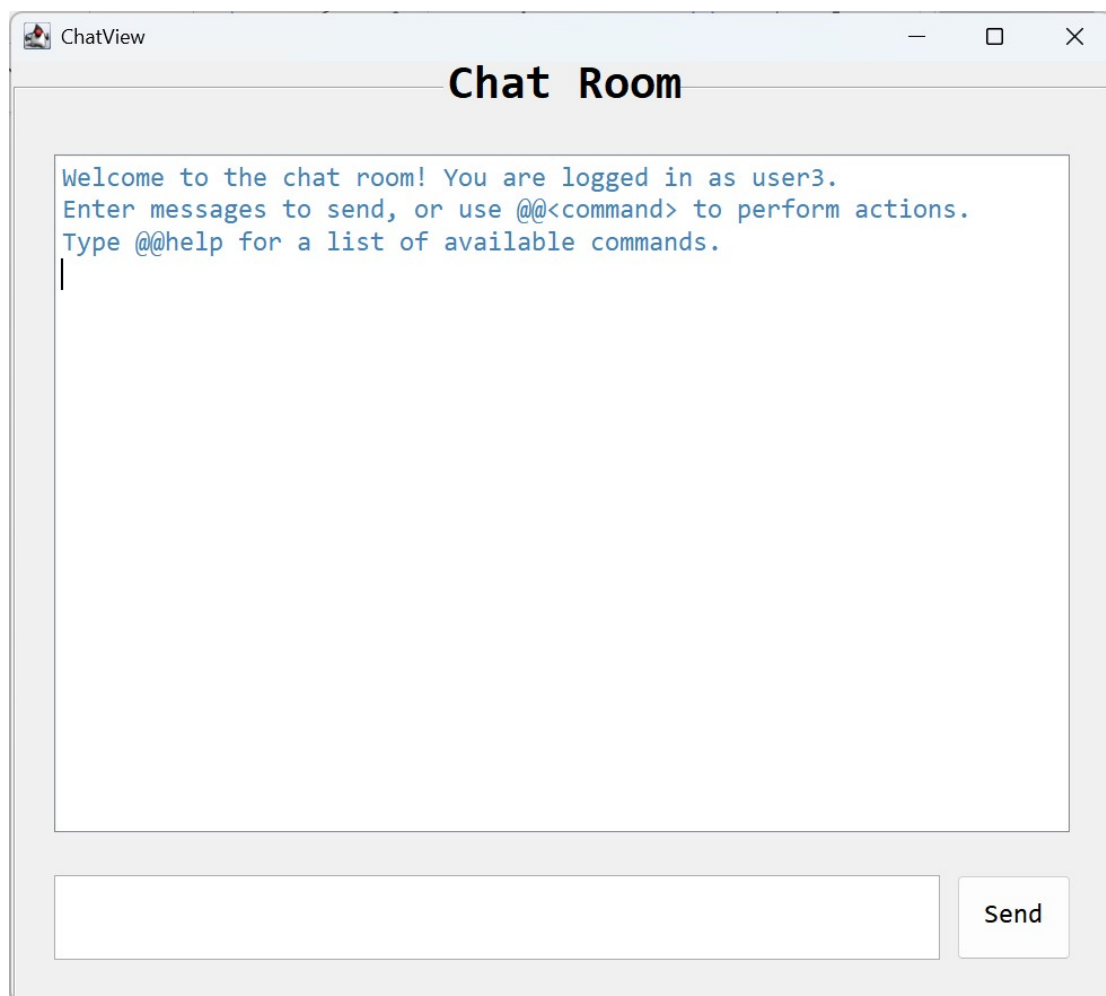 ChatView
Chat Room
Welcome to the chat room! You are logged in as user3.
Enter messages to send, or use @@<command> to perform actions.
Type @@help for a list of available commands.
Send